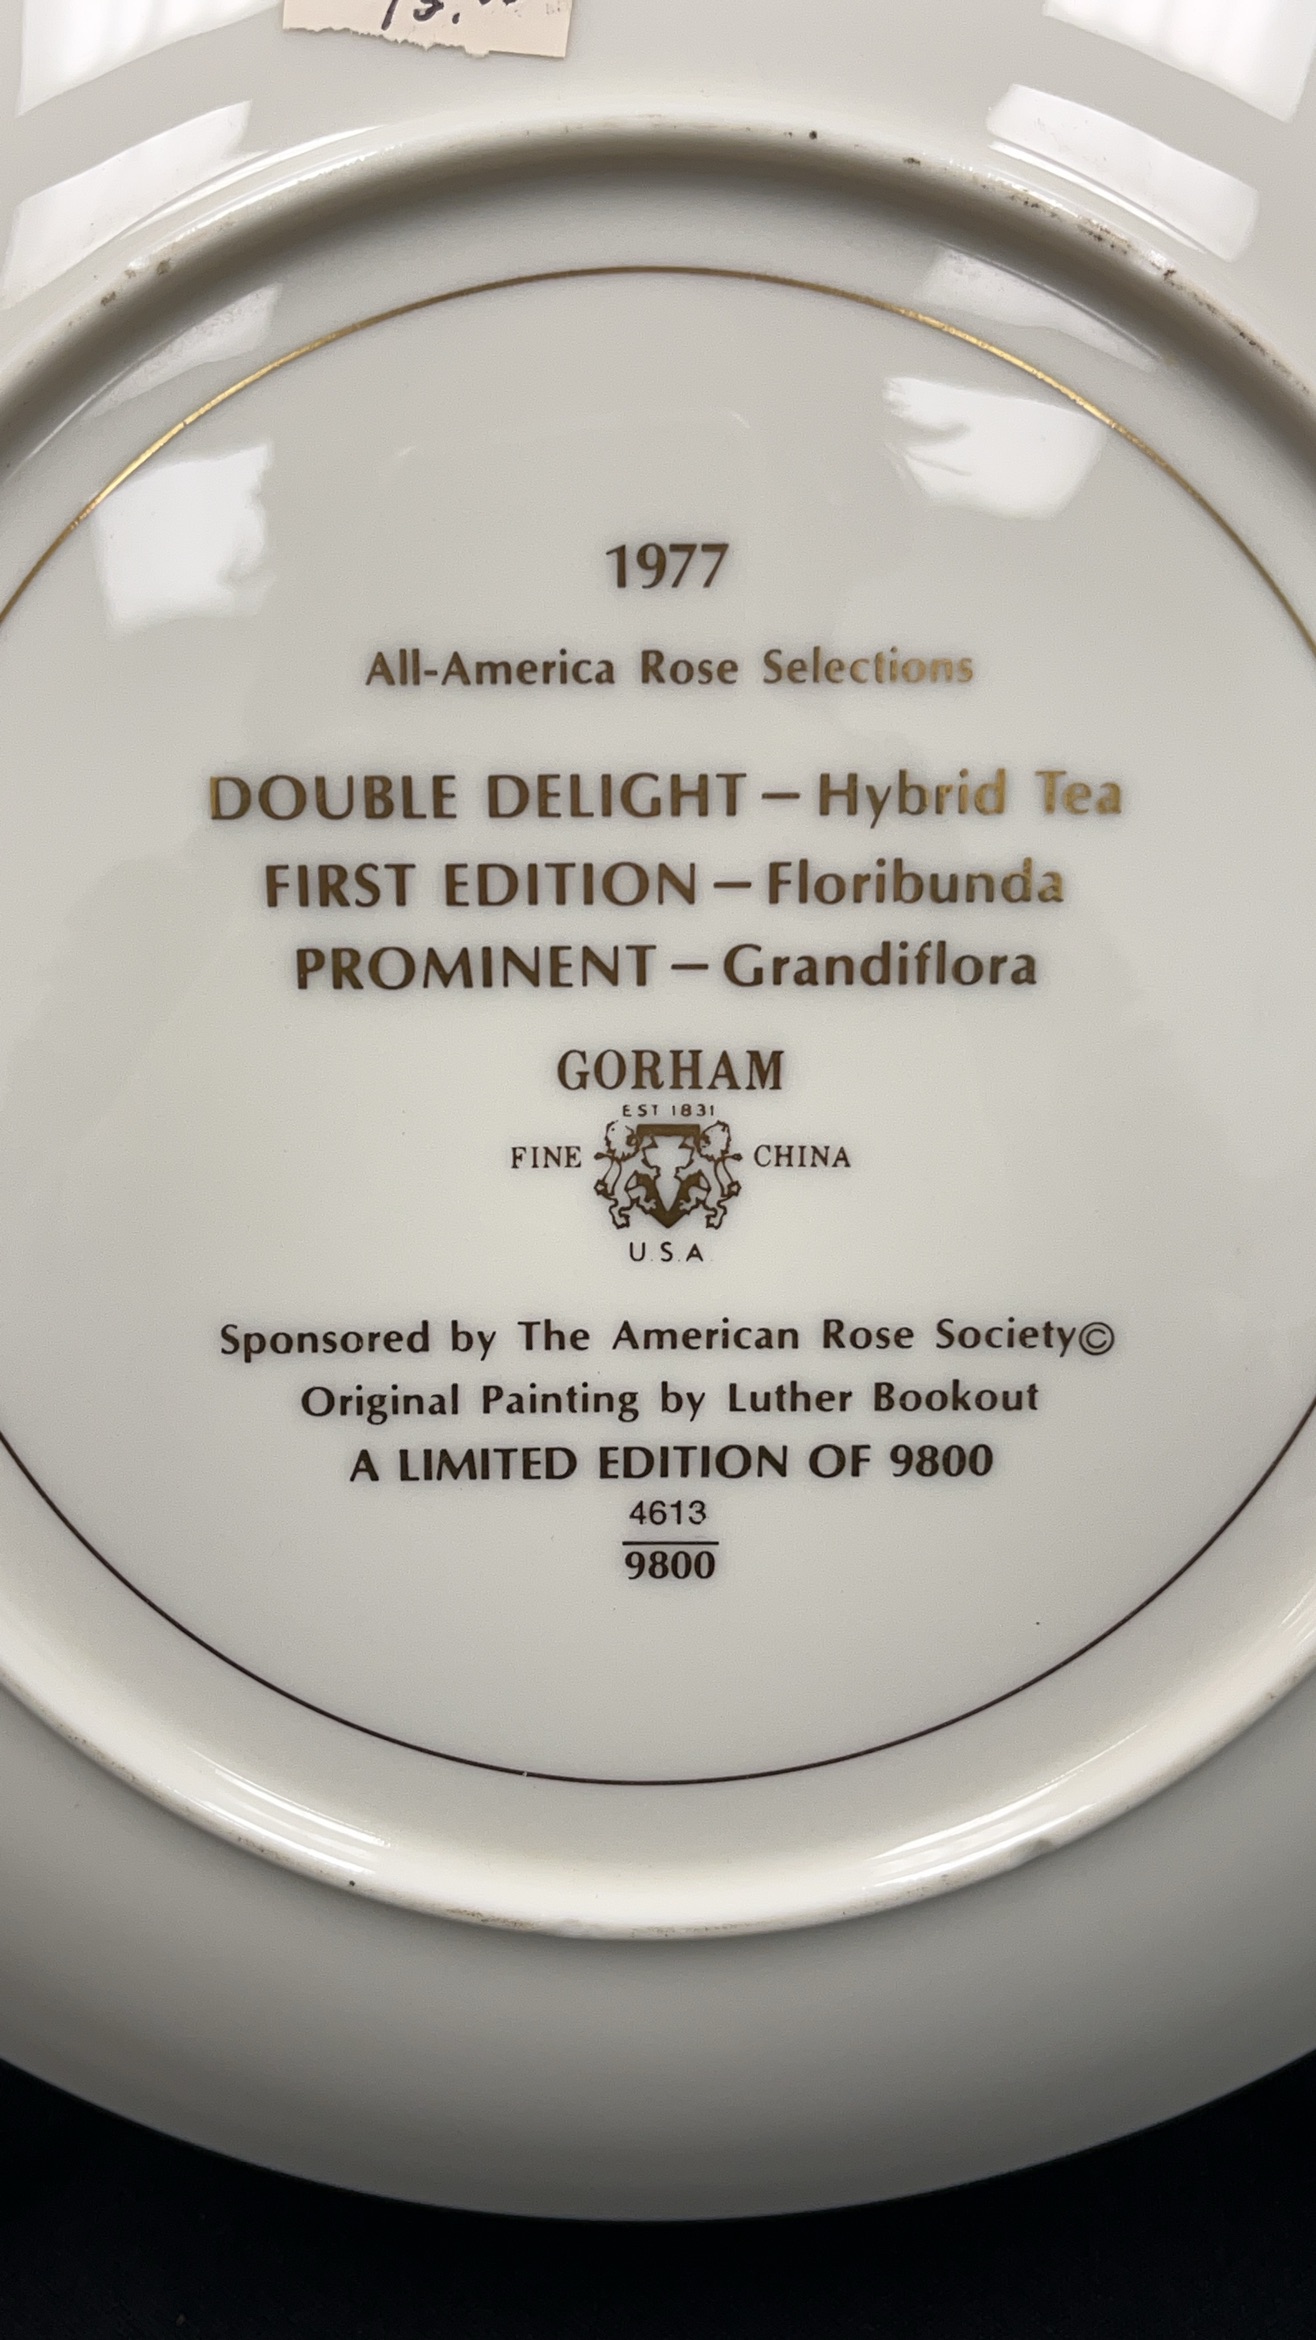 1977
All-America Rose Selections
DOUBLE DELIGHT – Hybrid Tea
FIRST EDITION – Floribunda
PROMINENT – Grandiflora
GORHAM
EST 1831
FINE CHINA
U.S.A
Sponsored by The American Rose Society©
Original Painting by Luther Bookout
A LIMITED EDITION OF 9800
4613
9800